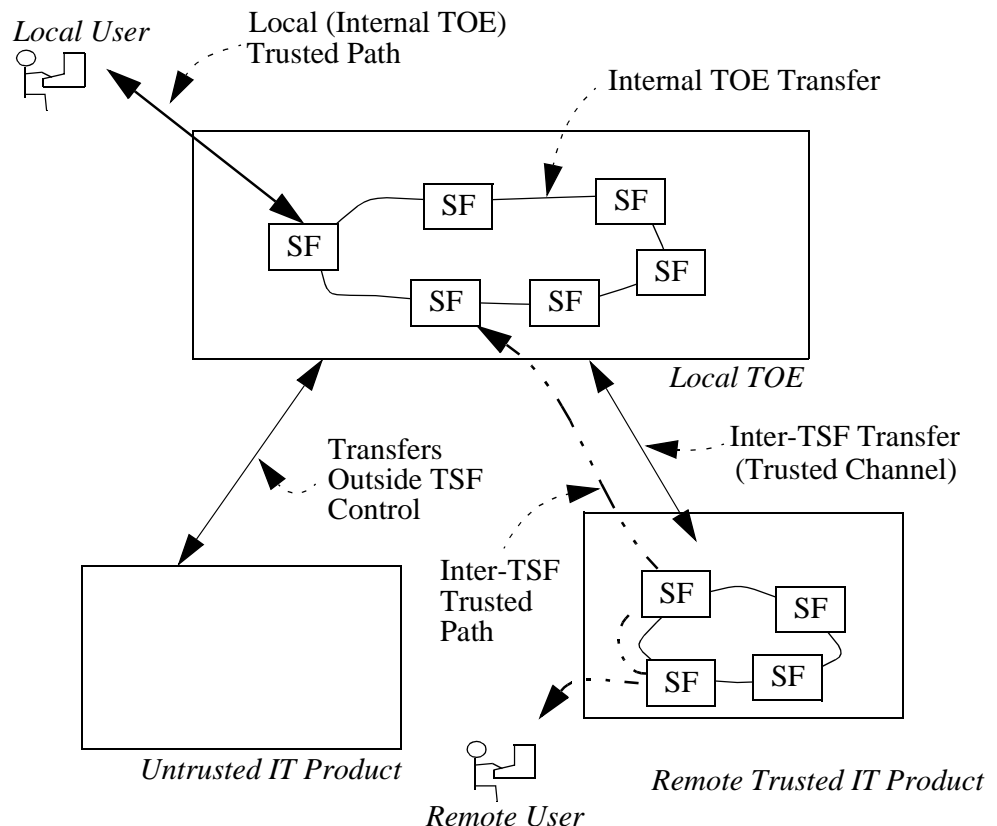 Local User
Local (Internal TOE)
Trusted Path
Internal TOE Transfer
SF
SF
SF
SF
SF
SF
Local TOE
Transfers
Outside TSF
Control
Inter-TSF Transfer
(Trusted Channel)
Inter-TSF
Trusted
Path
SF
SF
SF
SF
Untrusted IT Product
Remote Trusted IT Product
Remote User